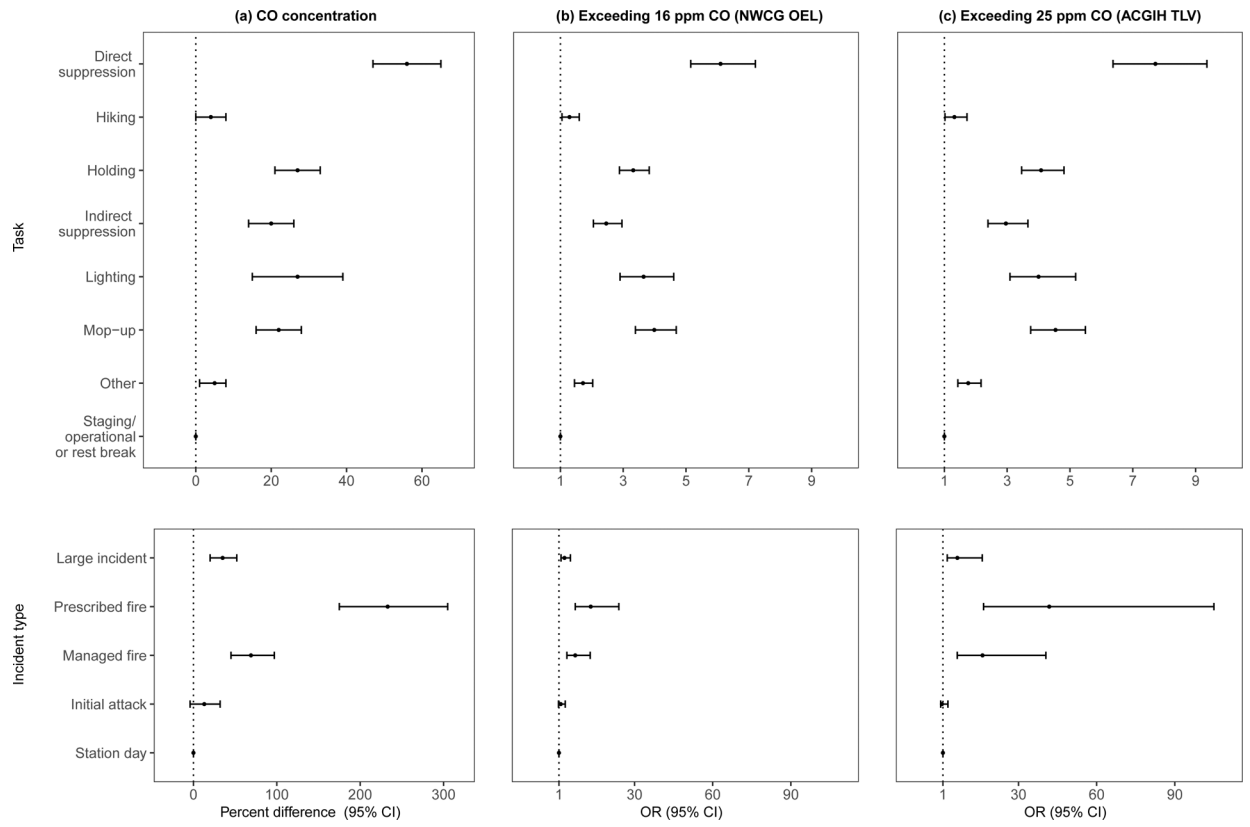 (a) CO concentration
(b) Exceeding 16 ppm CO (NWCG OEL)
(c) Exceeding 25 ppm CO (ACGIH TLV)
Task
Direct
suppression
Hiking
Holding
Indirect
suppression
Lighting
Mop−up
Other
Staging/
operational
or rest break
0 20 40 60
1 3 5 7 9
1 3 5 7 9
Incident type
Large incident
Prescribed fire
Managed fire
Initial attack
Station day
0 100 200 300
1 30 60 90
1 30 60 90
Percent difference (95% CI)
OR (95% CI)
OR (95% CI)